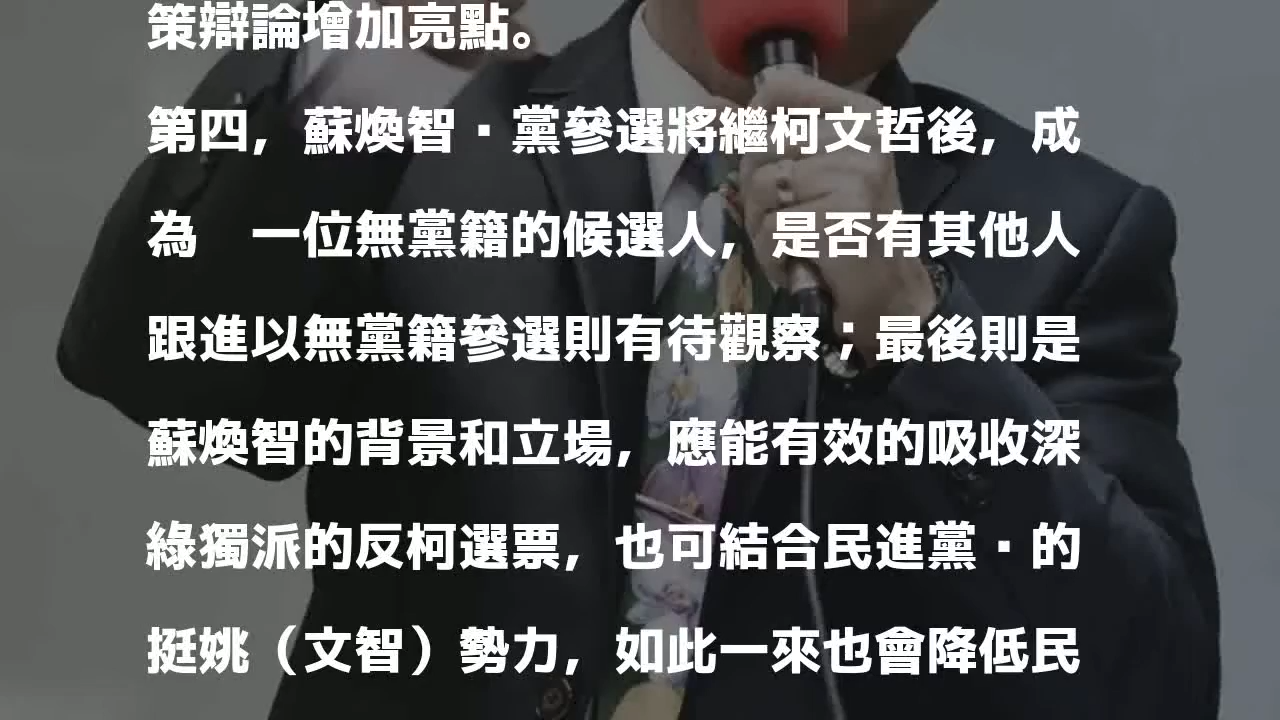 策辯論增加亮點。
第四，蘇煥智·黨參選將繼柯文哲後，成
為　一位無黨籍的候選人，是否有其他人
跟進以無黨籍參選則有待觀察；最後則是
蘇煥智的背景和立場，應能有效的吸收深
綠獨派的反柯選票，也可結合民進黨·的
挺姚（文智）勢力，如此一來也會降低民